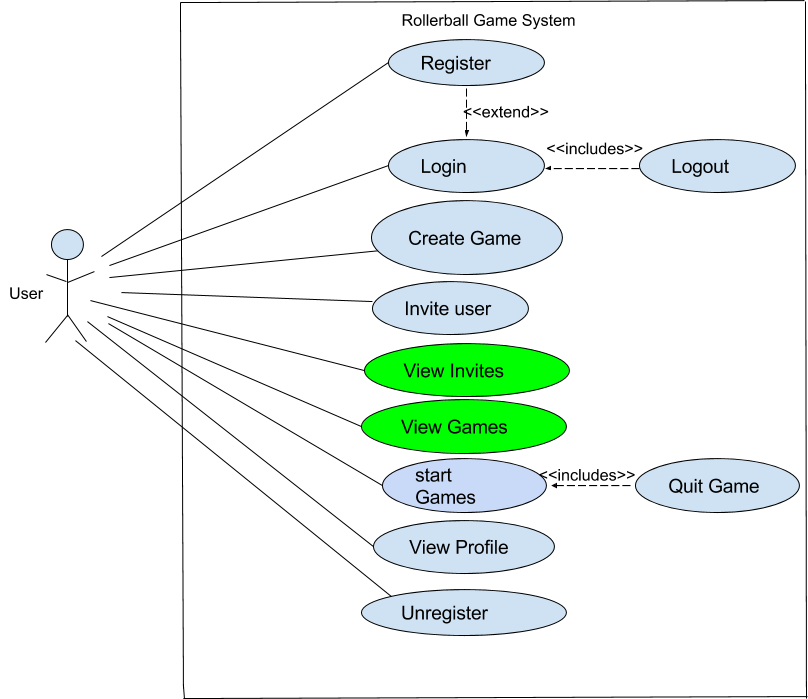 Rollerball Game System
Register
<<extend>>
Login
<<includes>>
Logout
Create Game
User
Invite user
View Invites
View Games
start
Games
<<includes>>
Quit Game
View Profile
Unregister